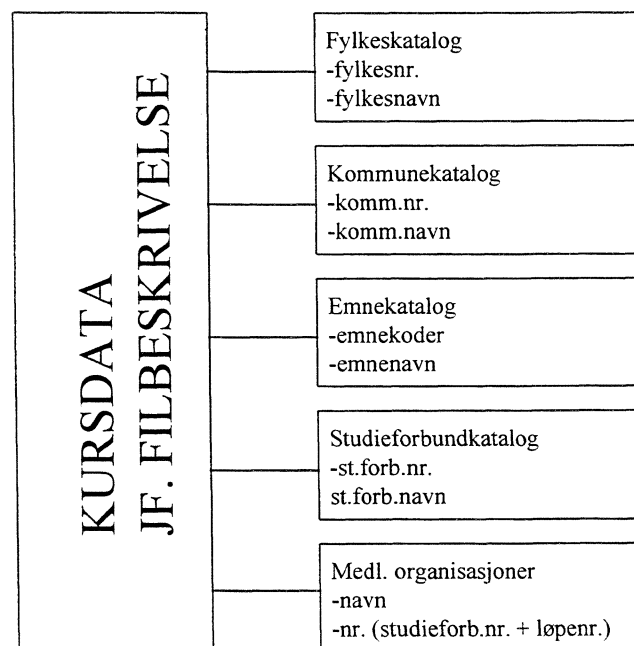 KURSDATA
JF. FILBESKRIVELSE
Fylkeskatalog
-fylkesnr.
-fylkesnavn
Kommunekatalog
-komm.nr.
-komm.navn
Emnekatalog
-emnekoder
-emnenavn
Studieforbundkatalog
-st.forb.nr.
st.forb.navn
Medl. organisasjoner
-navn
-nr. (studieforb.nr. + løpenr.)